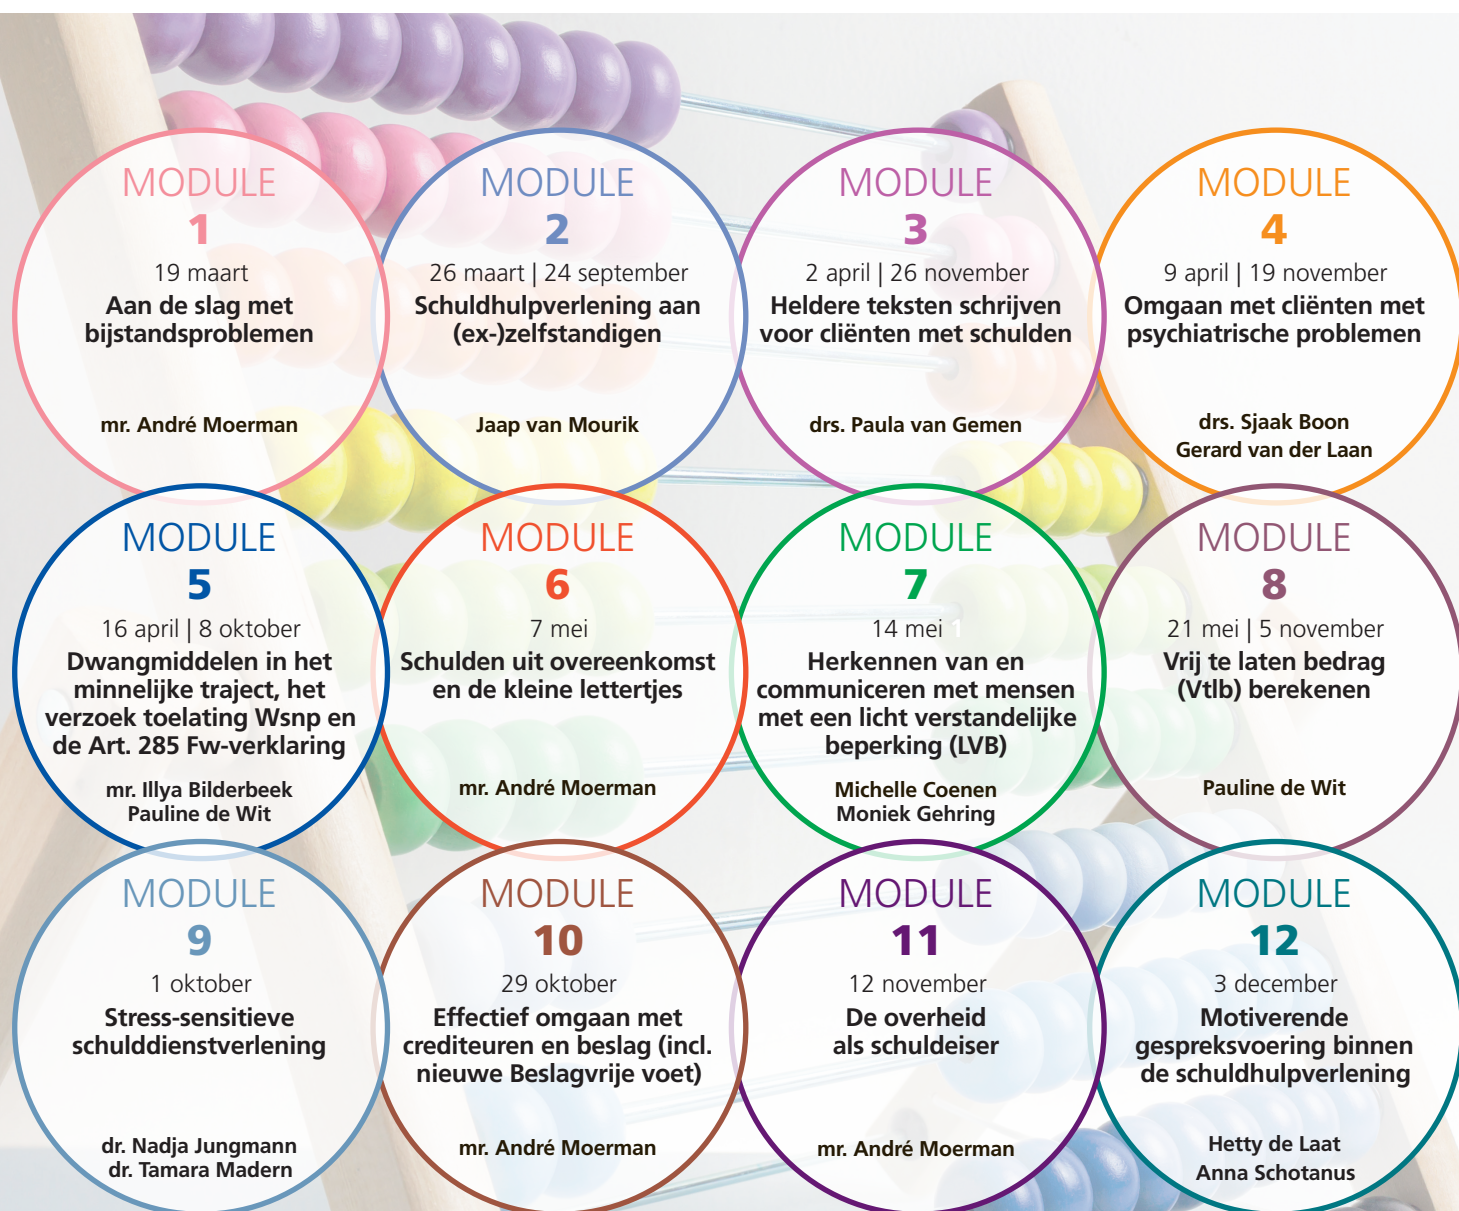 MODULE
1
19 maart
Aan de slag met
bijstandsproblemen
mr. André Moerman
MODULE
2
26 maart | 24 september
Schuldhulpverlening aan
(ex-)zelfstandigen
Jaap van Mourik
MODULE
3
2 april | 26 november
Heldere teksten schrijven
voor cliënten met schulden
drs. Paula van Gemen
MODULE
4
9 april | 19 november
Omgaan met cliënten met
psychiatrische problemen
drs. Sjaak Boon
Gerard van der Laan
MODULE
5
16 april | 8 oktober
Dwangmiddelen in het
minnelijke traject, het
verzoek toelating Wsnp en
de Art. 285 Fw-verklaring
mr. Illya Bilderbeek
Pauline de Wit
MODULE
6
7 mei
Schulden uit overeenkomst
en de kleine lettertjes
mr. André Moerman
MODULE
7
14 mei 1
Herkennen van en
communiceren met mensen
met een licht verstandelijke
beperking (LVB)
Michelle Coenen
Moniek Gehring
MODULE
8
21 mei | 5 november
Vrij te laten bedrag
(Vtlb) berekenen
Pauline de Wit
MODULE
9
1 oktober
Stress-sensitieve
schulddienstverlening
dr. Nadja Jungmann
dr. Tamara Madern
MODULE
10
29 oktober
Effectief omgaan met
crediteuren en beslag (incl.
nieuwe Beslagvrije voet)
mr. André Moerman
MODULE
11
12 november
De overheid
als schuldeiser
mr. André Moerman
MODULE
12
3 december
Motiverende
gespreksvoering binnen
de schuldhulpverlening
Hetty de Laat
Anna Schotanus